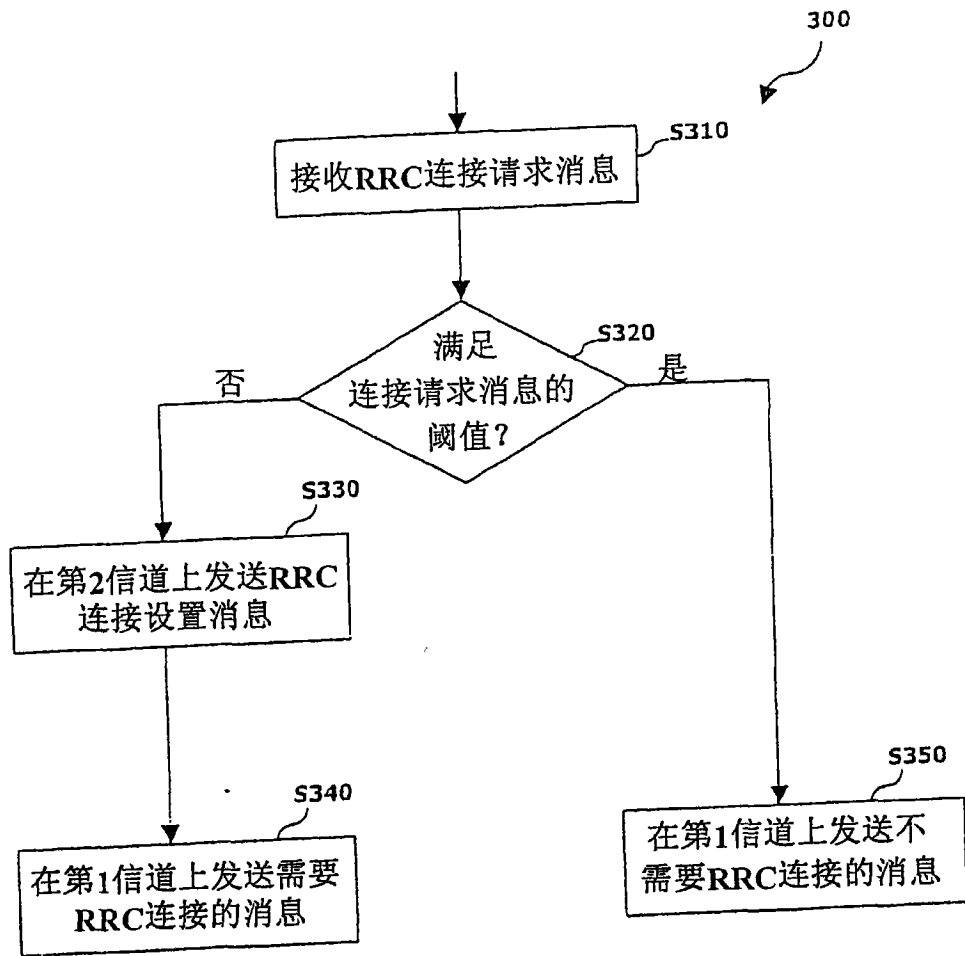 300
S310
接收RRC连接请求消息
S320
满足
连接请求消息的
阈值?
否
是
S330
在第2信道上发送RRC
连接设置消息
S340
在第1信道上发送需要
RRC连接的消息
S350
在第1信道上发送不
需要RRC连接的消息